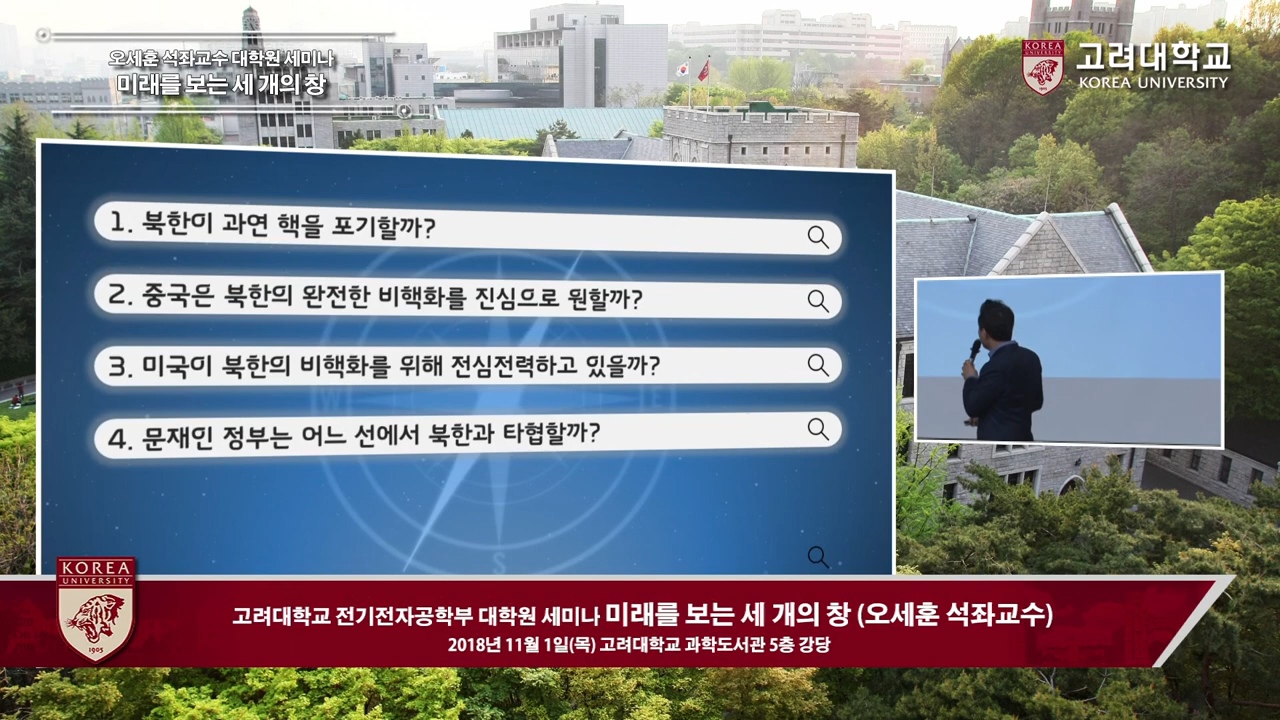 오세훈 석좌교수 대학원 세미나
미래를 보는 세 개의 창
KOREA
UNIVERSITY
1905
고려대학교
KOREA UNIVERSITY
1. 북한이 과연 핵을 포기할까?
2. 중국은 북한의 완전한 비핵화를 진심으로 원할까?
3. 미국이 북한의 비핵화를 위해 전심전력하고 있을까?
4. 문재인 정부는 어느 선에서 북한과 타협할까?
W
E
S
KOREA
UNIVERSITY
1905
고려대학교 전기전자공학부 대학원 세미나 미래를 보는 세 개의 창 (오세훈 석좌교수)
2018년 11월 1일(목) 고려대학교 과학도서관 5층 강당